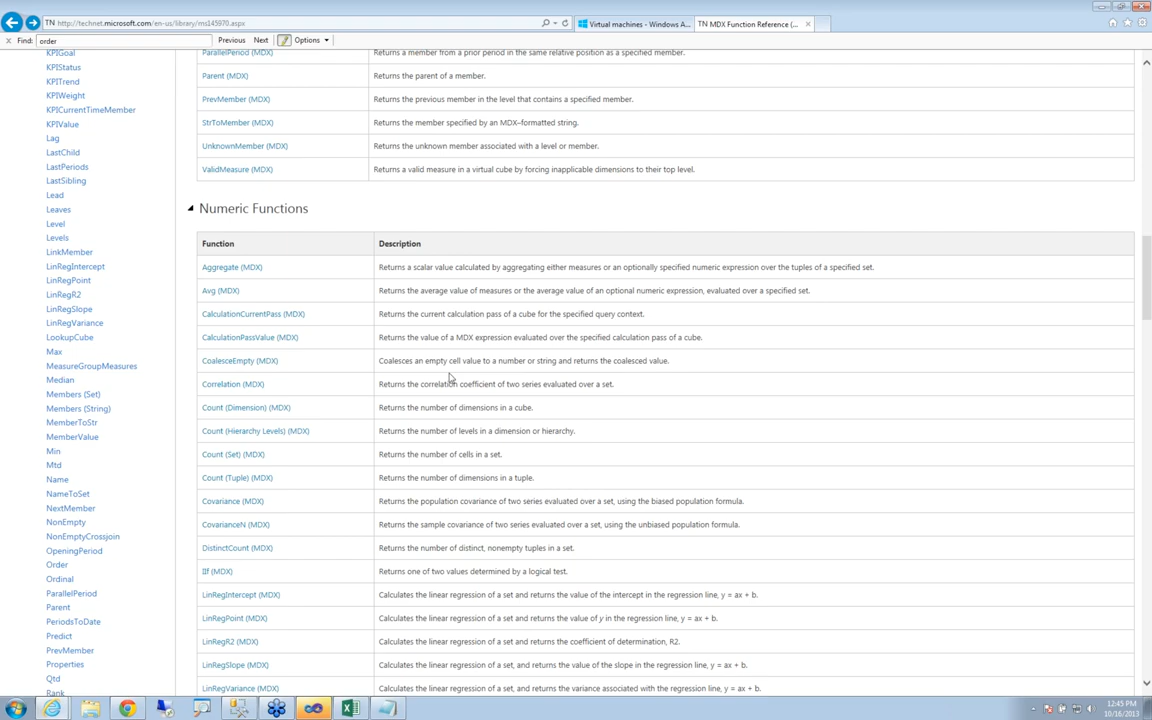 TN http://technet.microsoft.com/en-us/library/ms145970.aspx
Virtual machines - Windows A...
TN MDX Function Reference (...
Find: order
Previous
Next
Options
KPIGoal
KPIStatus
KPITrend
KPIWeight
KPICurrentTimeMember
KPIValue
Lag
LastChild
LastPeriods
LastSibling
Lead
Leaves
Level
Levels
LinkMember
LinRegIntercept
LinRegPoint
LinRegR2
LinRegSlope
LinRegVariance
LookupCube
Max
MeasureGroupMeasures
Median
Members (Set)
Members (String)
MemberToStr
MemberValue
Min
Mtd
Name
NameToSet
NextMember
NonEmpty
NonEmptyCrossjoin
OpeningPeriod
Order
Ordinal
ParallelPeriod
Parent
PeriodsToDate
Predict
PrevMember
Properties
Qtd
Rank
ParallelPeriod (MDX) Returns a member from a prior period in the same relative position as a specified member.
Parent (MDX) Returns the parent of a member.
PrevMember (MDX) Returns the previous member in the level that contains a specified member.
StrToMember (MDX) Returns the member specified by an MDX–formatted string.
UnknownMember (MDX) Returns the unknown member associated with a level or member.
ValidMeasure (MDX) Returns a valid measure in a virtual cube by forcing inapplicable dimensions to their top level.
Numeric Functions
Function Description
Aggregate (MDX) Returns a scalar value calculated by aggregating either measures or an optionally specified numeric expression over the tuples of a specified set.
Avg (MDX) Returns the average value of measures or the average value of an optional numeric expression, evaluated over a specified set.
CalculationCurrentPass (MDX) Returns the current calculation pass of a cube for the specified query context.
CalculationPassValue (MDX) Returns the value of a MDX expression evaluated over the specified calculation pass of a cube.
CoalesceEmpty (MDX) Coalesces an empty cell value to a number or string and returns the coalesced value.
Correlation (MDX) Returns the correlation coefficient of two series evaluated over a set.
Count (Dimension) (MDX) Returns the number of dimensions in a cube.
Count (Hierarchy Levels) (MDX) Returns the number of levels in a dimension or hierarchy.
Count (Set) (MDX) Returns the number of cells in a set.
Count (Tuple) (MDX) Returns the number of dimensions in a tuple.
Covariance (MDX) Returns the population covariance of two series evaluated over a set, using the biased population formula.
CovarianceN (MDX) Returns the sample covariance of two series evaluated over a set, using the unbiased population formula.
DistinctCount (MDX) Returns the number of distinct, nonempty tuples in a set.
IIf (MDX) Returns one of two values determined by a logical test.
LinRegIntercept (MDX) Calculates the linear regression of a set and returns the value of the intercept in the regression line, y = ax + b.
LinRegPoint (MDX) Calculates the linear regression of a set and returns the value of y in the regression line, y = ax + b.
LinRegR2 (MDX) Calculates the linear regression of a set and returns the coefficient of determination, R2.
LinRegSlope (MDX) Calculates the linear regression of a set, and returns the value of the slope in the regression line, y = ax + b.
LinRegVariance (MDX) Calculates the linear regression of a set, and returns the variance associated with the regression line, y = ax + b.
12:45 PM
10/16/2013